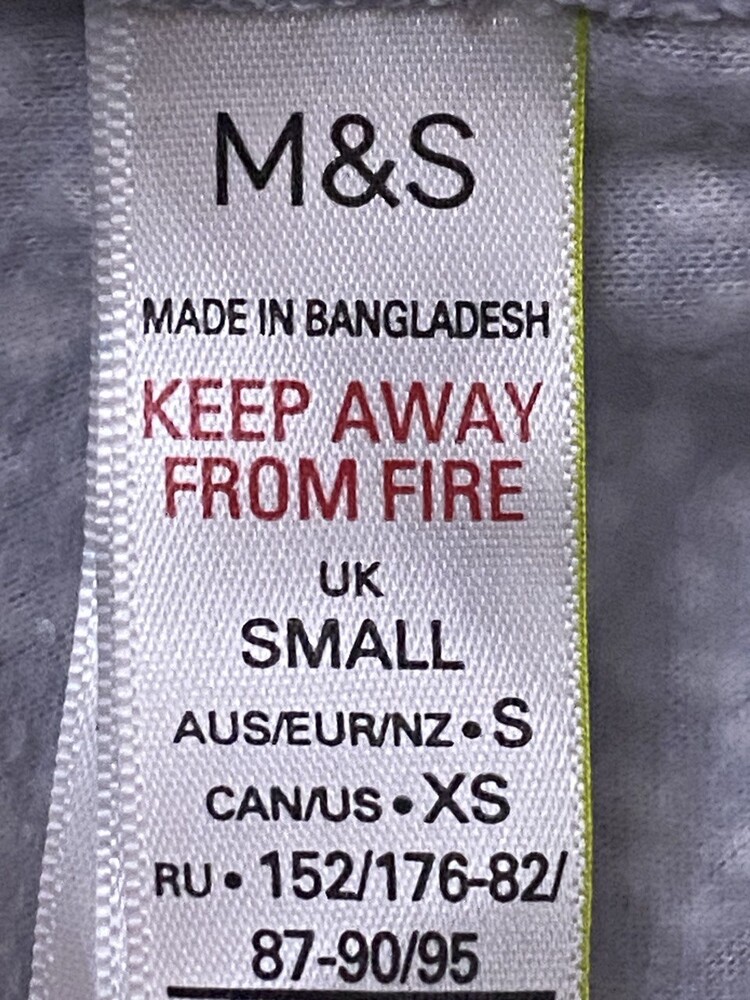 M&S
MADE IN BANGLADESH
KEEP AWAY
FROM FIRE
UK
SMALL
AUS/EUR/NZ • S
CAN/US • XS
RU • 152/176-82/
87-90/95